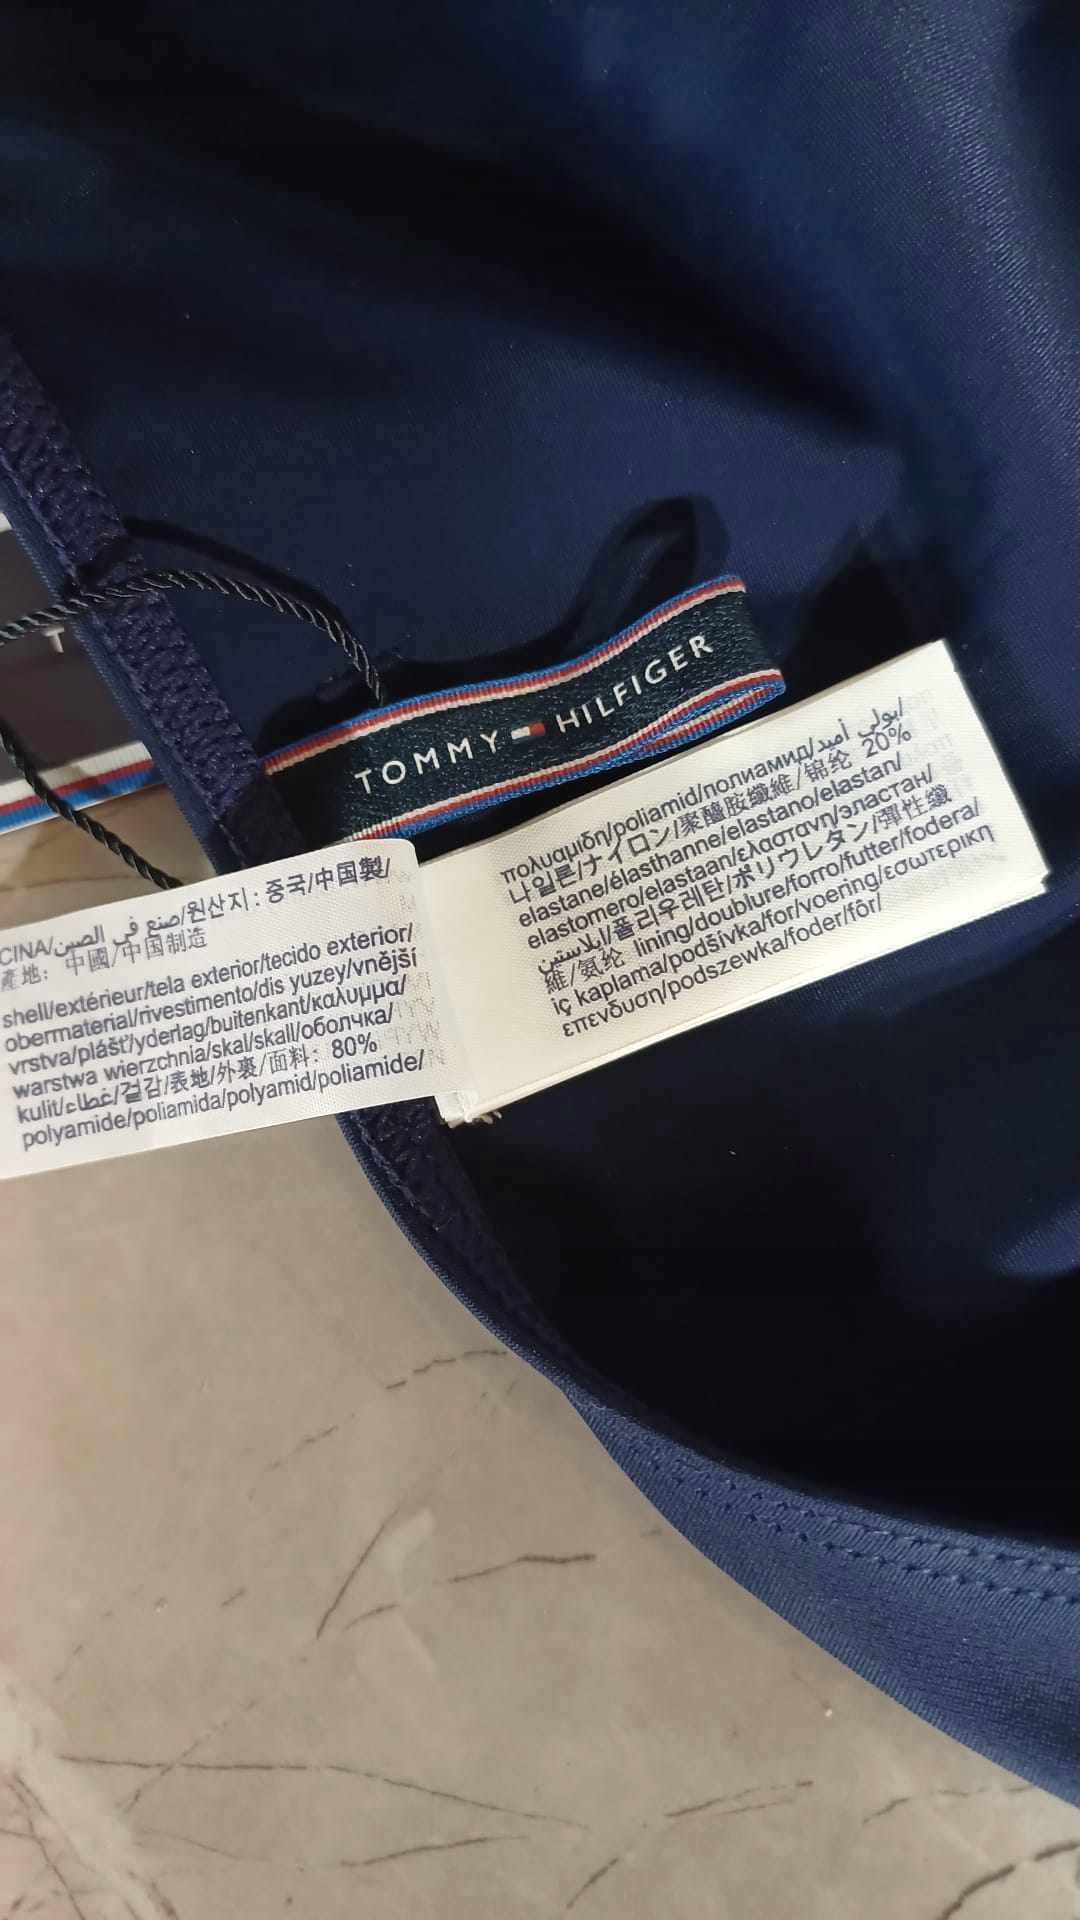 T
TOMMY HILFIGER
CINA/صنع في الصين/원산지: 중국/中国製/
產地: 中國/中国制造
shell/extérieur/tela exterior/tecido exterior/
obermaterial/rivestimento/dis yuzey/vnější
vrstva/plášť/yderlag/buitenkant/καλυμμα/
warstwa wierzchnia/skal/skall/оболчка/
kulit/غطاء/겉감/表地/外裹/面料: 80%
polyamide/poliamida/polyamid/poliamide/
πολυαμιδη/poliamid/полиамид/بولي أميد/
나일론/ナイロン/聚醯胺纖維/锦纶 20%
elastane/élasthanne/elastano/elastan/
elastomero/elastaan/ελαστανη/эластан/
إيلاستين/폴리우레탄/ポリウレタン/彈性纖
維/氨纶 lining/doublure/forro/futter/fodera/
iç kaplama/podšívka/for/voering/εσωτερικη
επενδυση/podszewka/foder/fôr/